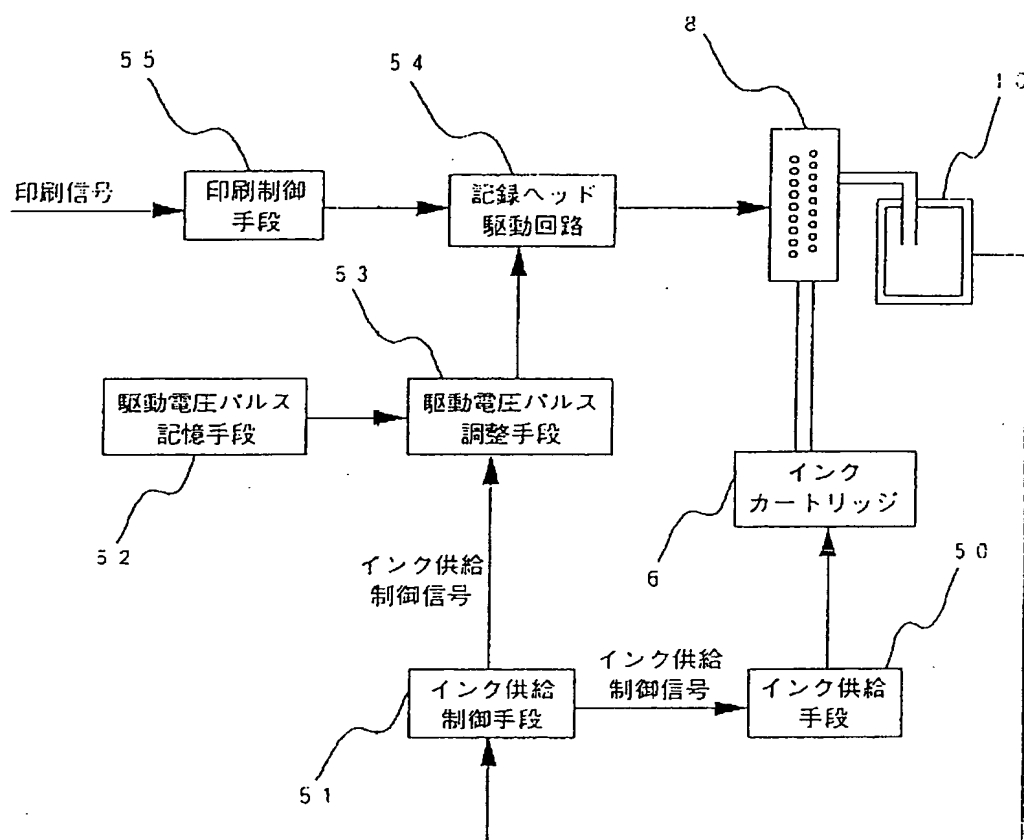 8
55
54
10
印刷信号
印刷制御
手段
記録ヘッド
駆動回路
53
駆動電圧パルス
記憶手段
駆動電圧パルス
調整手段
インク
カートリッジ
52
6
50
インク供給
制御信号
インク供給
制御信号
インク供給
制御手段
インク供給
手段
51